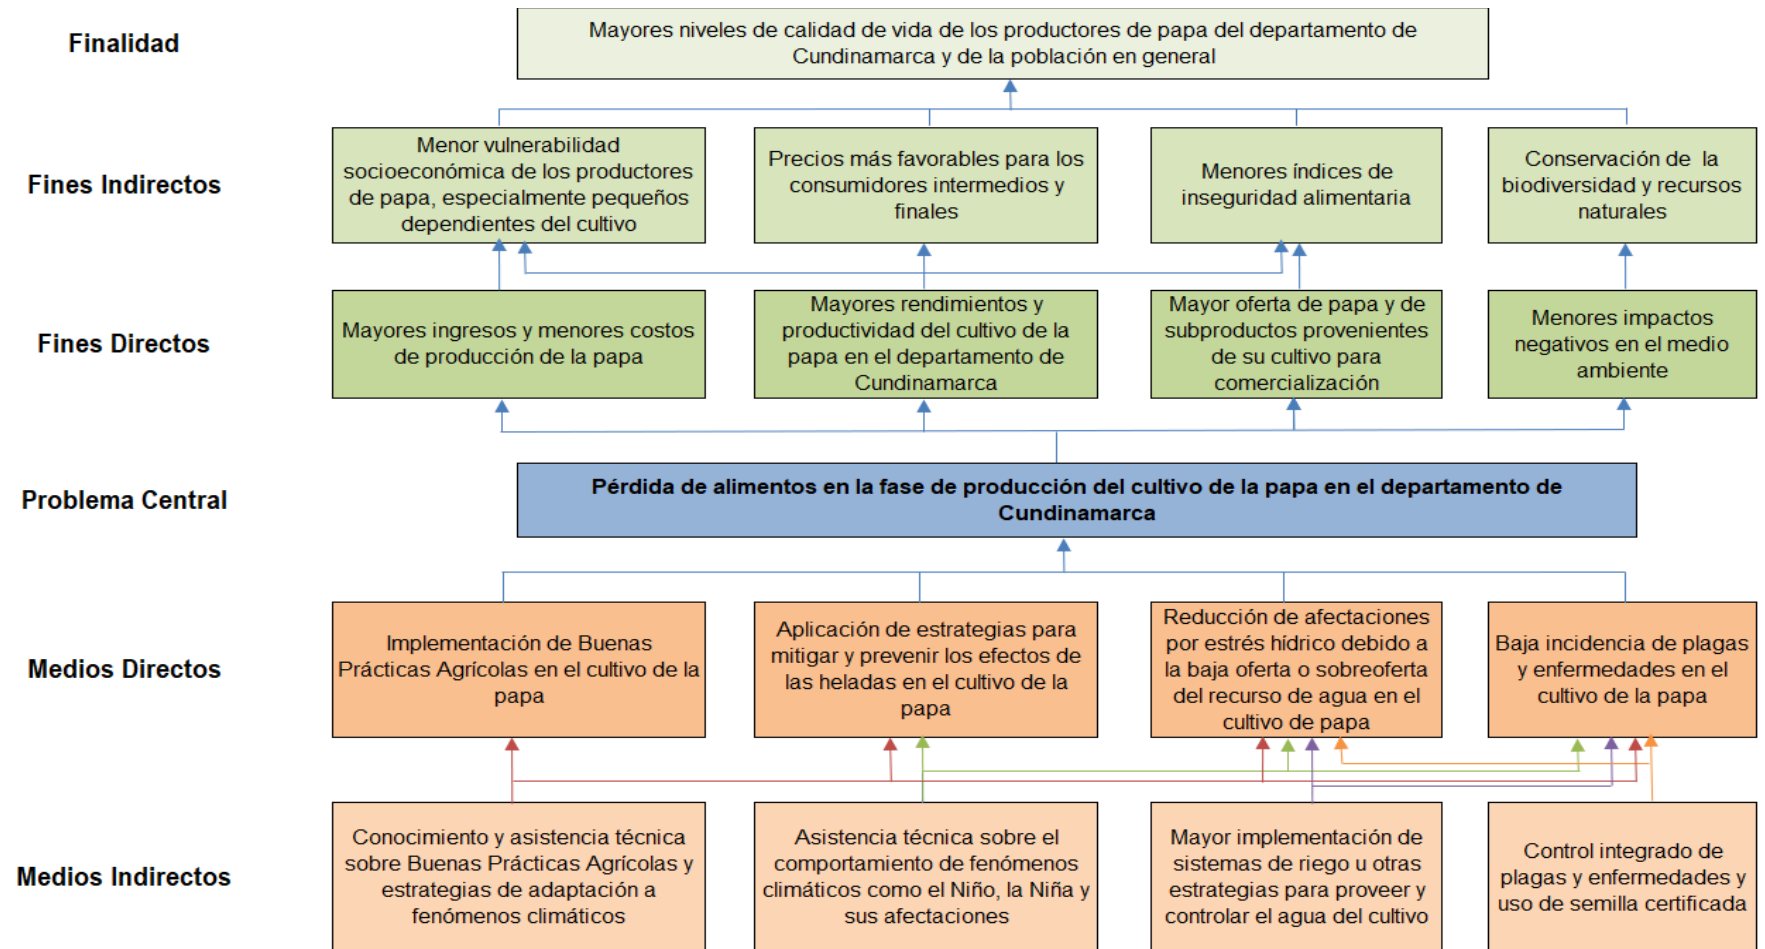 Finalidad
Mayores niveles de calidad de vida de los productores de papa del departamento de
Cundinamarca y de la población en general
Fines Indirectos
Menor vulnerabilidad
socioeconómica de los productores
de papa, especialmente pequeños
dependientes del cultivo
Precios más favorables para los
consumidores intermedios y
finales
Menores índices de
inseguridad alimentaria
Conservación de la
biodiversidad y recursos
naturales
Fines Directos
Mayores ingresos y menores costos
de producción de la papa
Mayores rendimientos y
productividad del cultivo de la
papa en el departamento de
Cundinamarca
Mayor oferta de papa y de
subproductos provenientes
de su cultivo para
comercialización
Menores impactos
negativos en el medio
ambiente
Problema Central
Pérdida de alimentos en la fase de producción del cultivo de la papa en el departamento de
Cundinamarca
Medios Directos
Implementación de Buenas
Prácticas Agrícolas en el cultivo de la
papa
Aplicación de estrategias para
mitigar y prevenir los efectos de
las heladas en el cultivo de la
papa
Reducción de afectaciones
por estrés hídrico debido a
la baja oferta o sobreoferta
del recurso de agua en el
cultivo de papa
Baja incidencia de plagas
y enfermedades en el
cultivo de la papa
Medios Indirectos
Conocimiento y asistencia técnica
sobre Buenas Prácticas Agrícolas y
estrategias de adaptación a
fenómenos climáticos
Asistencia técnica sobre el
comportamiento de fenómenos
climáticos como el Niño, la Niña y
sus afectaciones
Mayor implementación de
sistemas de riego u otras
estrategias para proveer y
controlar el agua del cultivo
Control integrado de
plagas y enfermedades y
uso de semilla certificada